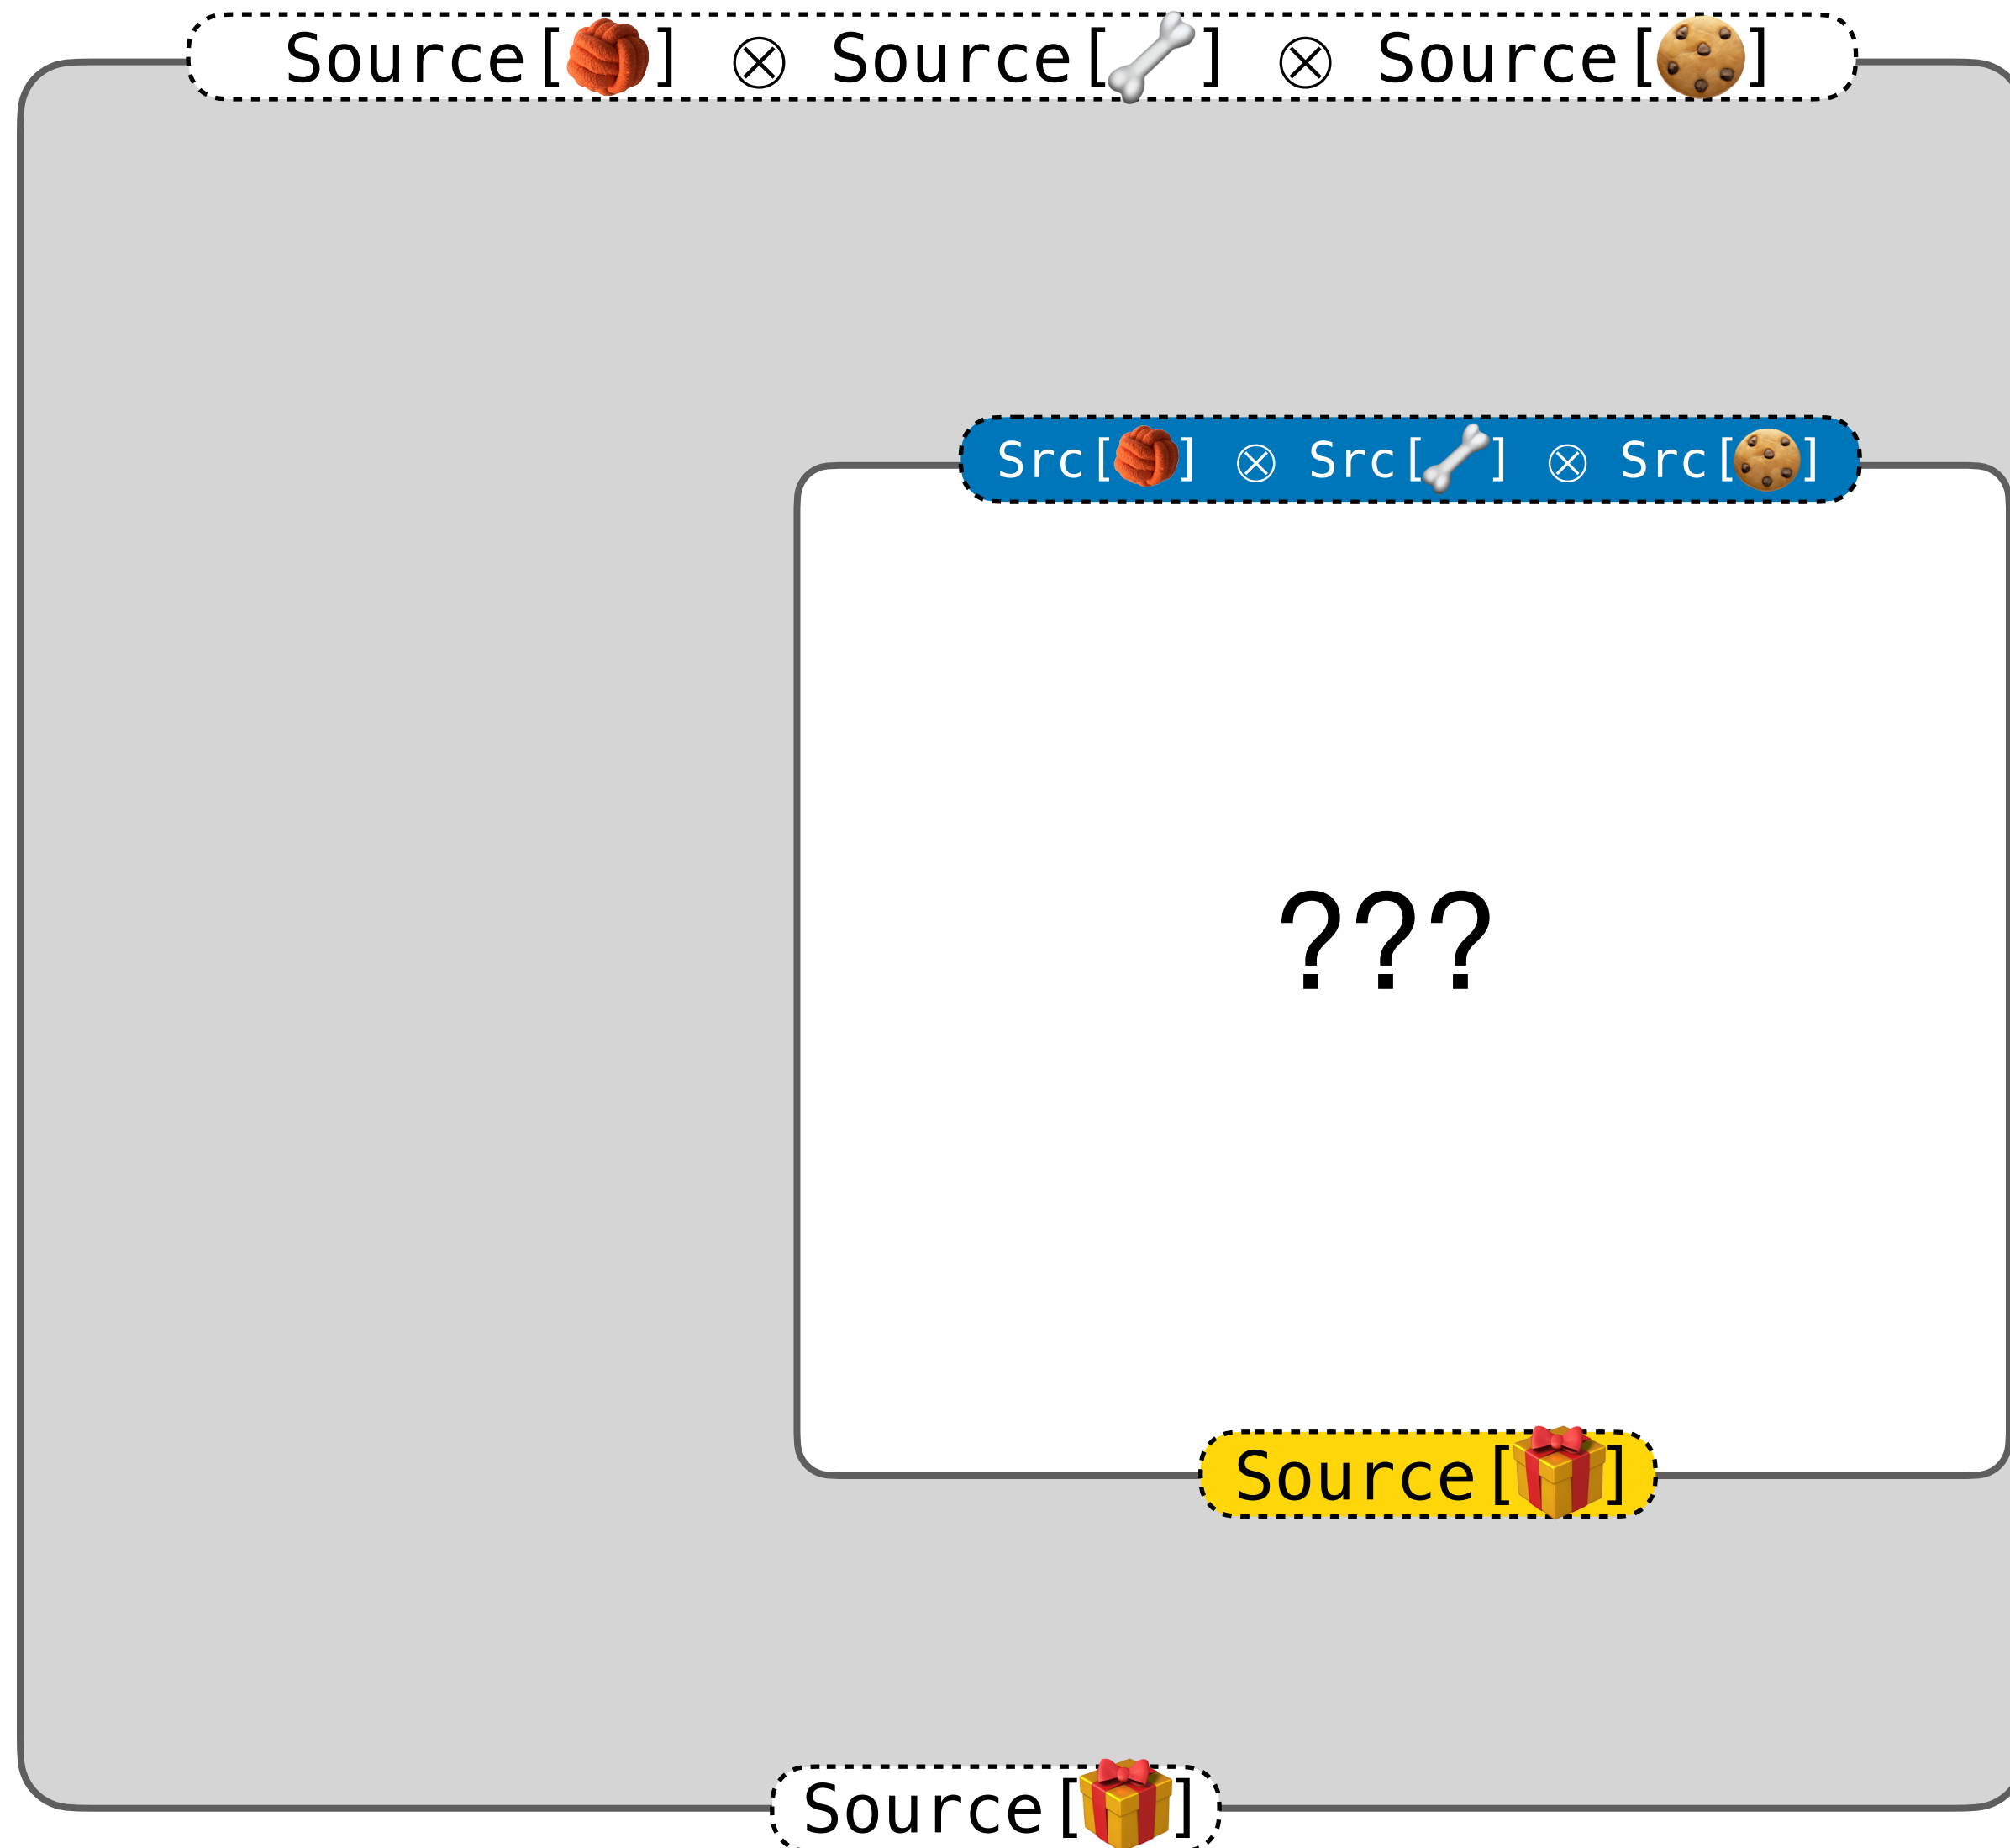 Source[🧶] ⊗ Source[🦴] ⊗ Source[🍪]
Src[🧶] ⊗ Src[🦴] ⊗ Src[🍪]
???
Source[🎁]
Source[🎁]